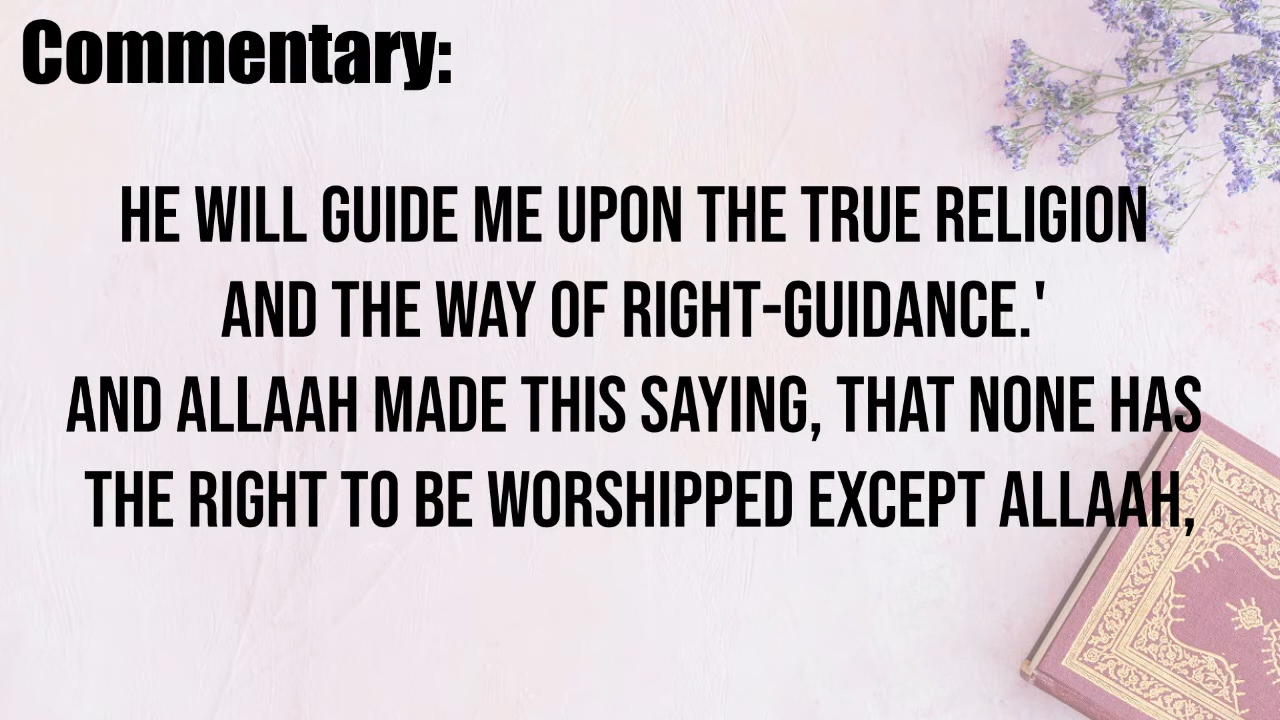 Commentary:
HE WILL GUIDE ME UPON THE TRUE RELIGION
AND THE WAY OF RIGHT-GUIDANCE.'
AND ALLAAH MADE THIS SAYING, THAT NONE HAS
THE RIGHT TO BE WORSHIPPED EXCEPT ALLAAH,